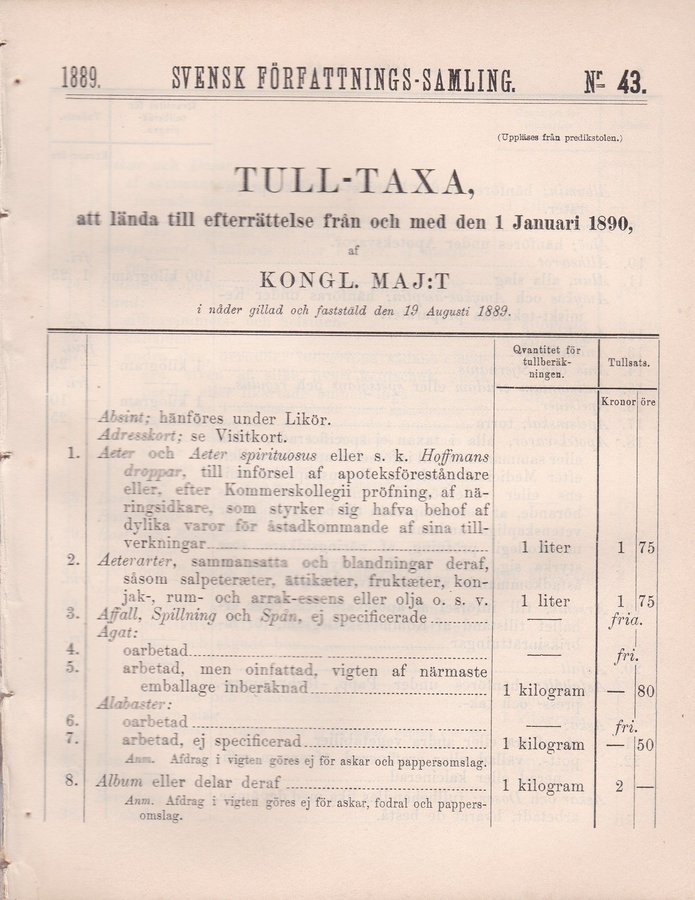 1889. SVENSK FÖRFATTNINGS-SAMLING. Nr 43.
(Uppläses från predikstolen.)
TULL-TAXA,
att lända till efterrättelse från och med den 1 Januari 1890,
af
KONGL. MAJ:T
i nåder gillad och faststäld den 19 Augusti 1889.
Qvantitet för
tullberäk-
ningen.
Tullsats.
Kronor öre
Absint; hänföres under Likör.
Adresskort; se Visitkort.
1. Aeter och Aeter spirituosus eller s. k. Hoffmans
droppar, till införsel af apoteksföreståndare
eller, efter Kommerskollegii pröfning, af nä-
ringsidkare, som styrker sig hafva behof af
dylika varor för åstadkommande af sina till-
verkningar 1 liter 1 75
2. Aeterarter, sammansatta och blandningar deraf,
såsom salpeteræter, ättikæter, fruktæter, kon-
jak-, rum- och arrak-essens eller olja o. s. v. 1 liter 1 75
3. Affall, Spillning och Spån, ej specificerade — fria.
Agat:
4. oarbetad — fri.
5. arbetad, men oinfattad, vigten af närmaste
emballage inberäknad 1 kilogram — 80
Alabaster:
6. oarbetad — fri.
7. arbetad, ej specificerad 1 kilogram — 50
Anm. Afdrag i vigten göres ej för askar och pappersomslag.
8. Album eller delar deraf 1 kilogram 2 —
Anm. Afdrag i vigten göres ej för askar, fodral och pappers-
omslag.